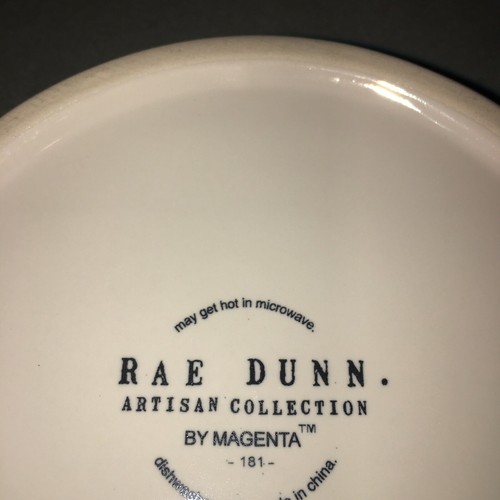 may get hot in microwave.
RAE DUNN.
ARTISAN COLLECTION
BY MAGENTA™
- 181 -
in china.